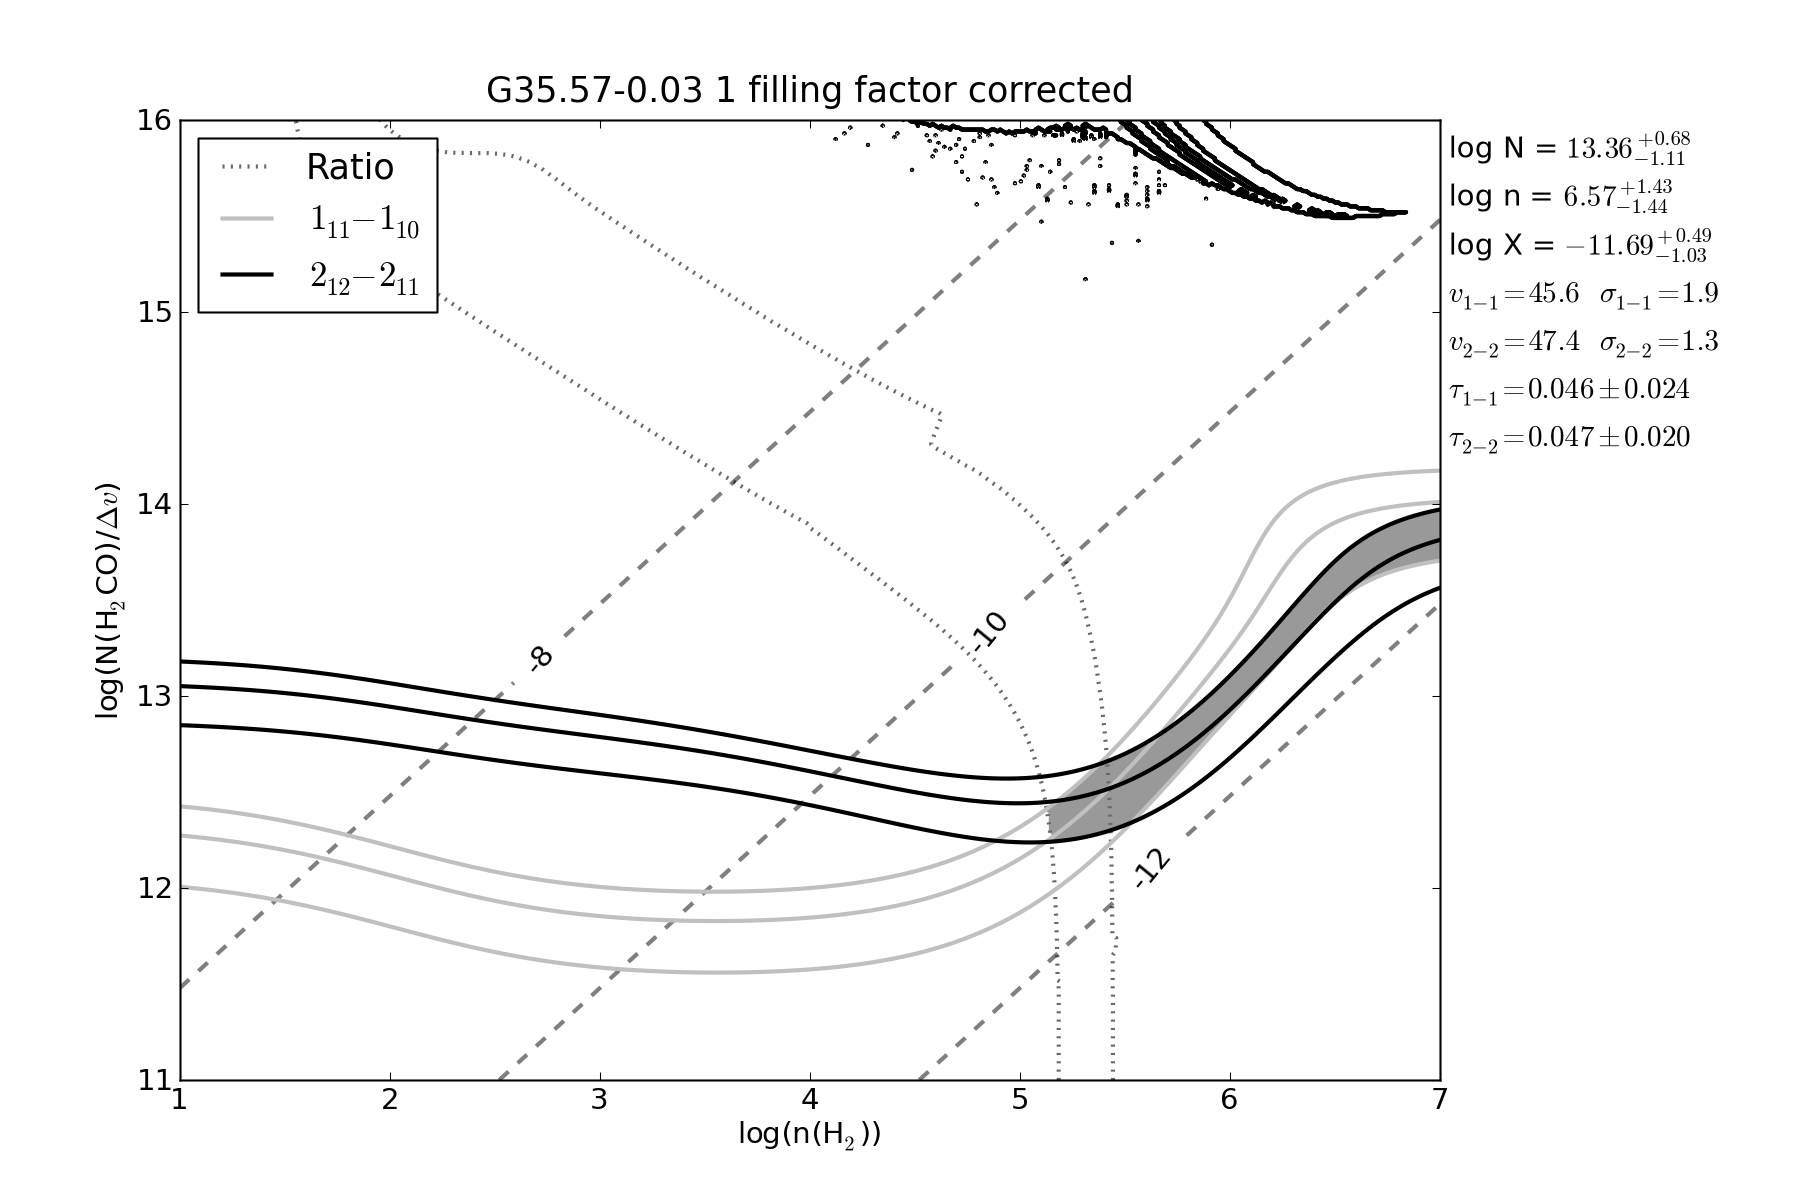 G35.57-0.03 1 filling factor corrected
16
15
14
13
12
11
log(N(H₂CO)/Δv)
Ratio
1₁₁−1₁₀
2₁₂−2₁₁
-8
-10
-12
1 2 3 4 5 6 7
log(n(H₂))
log N = 13.36 +0.68 −1.11
log n = 6.57 +1.43 −1.44
log X = −11.69 +0.49 −1.03
v₁₋₁=45.6 σ₁₋₁=1.9
v₂₋₂=47.4 σ₂₋₂=1.3
τ₁₋₁=0.046±0.024
τ₂₋₂=0.047±0.020